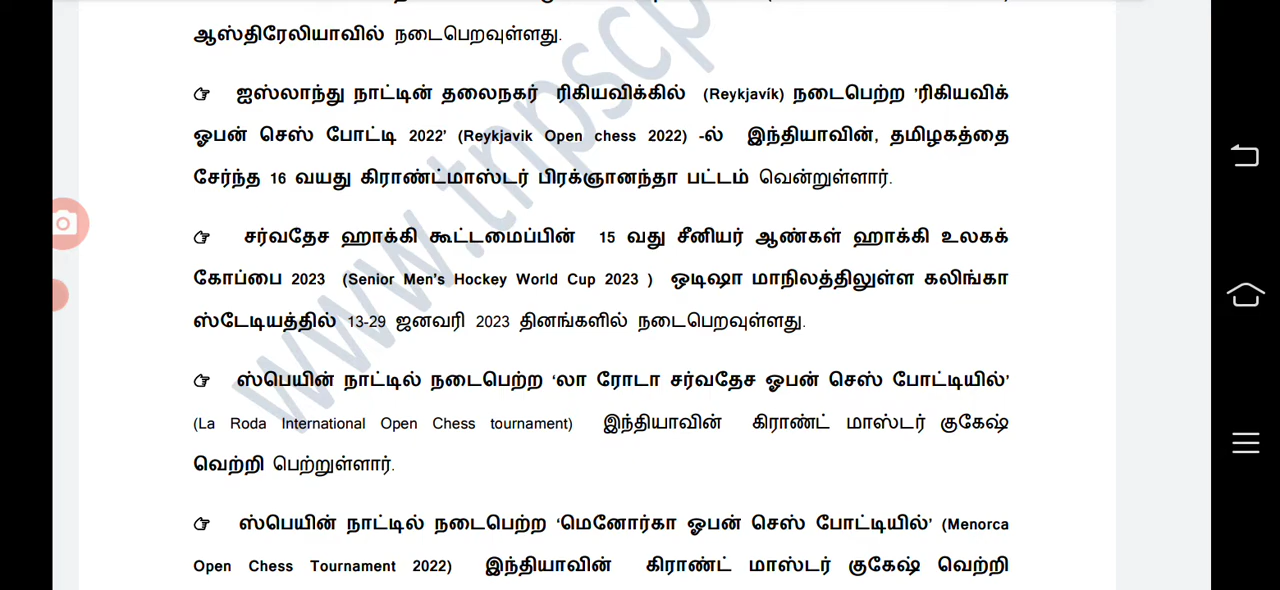 ஆஸ்திரேலியாவில் நடைபெறவுள்ளது.
☞ ஐஸ்லாந்து நாட்டின் தலைநகர் ரிகியவிக்கில் (Reykjavík) நடைபெற்ற 'ரிகியவிக்
ஓபன் செஸ் போட்டி 2022' (Reykjavik Open chess 2022) -ல் இந்தியாவின், தமிழகத்தை
சேர்ந்த 16 வயது கிராண்ட்மாஸ்டர் பிரக்ஞானந்தா பட்டம் வென்றுள்ளார்.
☞ சர்வதேச ஹாக்கி கூட்டமைப்பின் 15 வது சீனியர் ஆண்கள் ஹாக்கி உலகக்
கோப்பை 2023 (Senior Men's Hockey World Cup 2023 ) ஒடிஷா மாநிலத்திலுள்ள கலிங்கா
ஸ்டேடியத்தில் 13-29 ஜனவரி 2023 தினங்களில் நடைபெறவுள்ளது.
☞ ஸ்பெயின் நாட்டில் நடைபெற்ற 'லா ரோடா சர்வதேச ஓபன் செஸ் போட்டியில்'
(La Roda International Open Chess tournament) இந்தியாவின் கிராண்ட் மாஸ்டர் குகேஷ்
வெற்றி பெற்றுள்ளார்.
☞ ஸ்பெயின் நாட்டில் நடைபெற்ற 'மெனோர்கா ஓபன் செஸ் போட்டியில்' (Menorca
Open Chess Tournament 2022) இந்தியாவின் கிராண்ட் மாஸ்டர் குகேஷ் வெற்றி
www.tnpscp